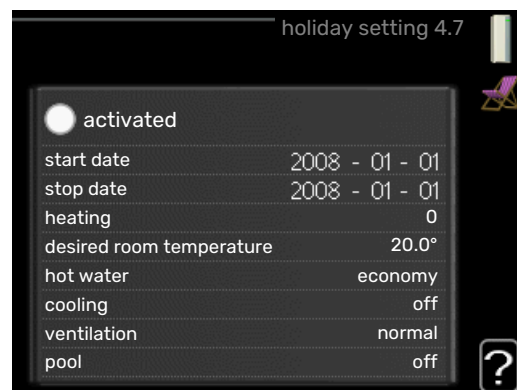 holiday setting 4.7
activated
start date 2008 - 01 - 01
stop date 2008 - 01 - 01
heating 0
desired room temperature 20.0°
hot water economy
cooling off
ventilation normal
pool off
?